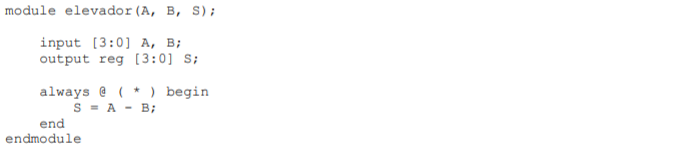 module elevador(A, B, S);
input [3:0] A, B;
output reg [3:0] S;
always @ ( * ) begin
S = A - B;
end
endmodule